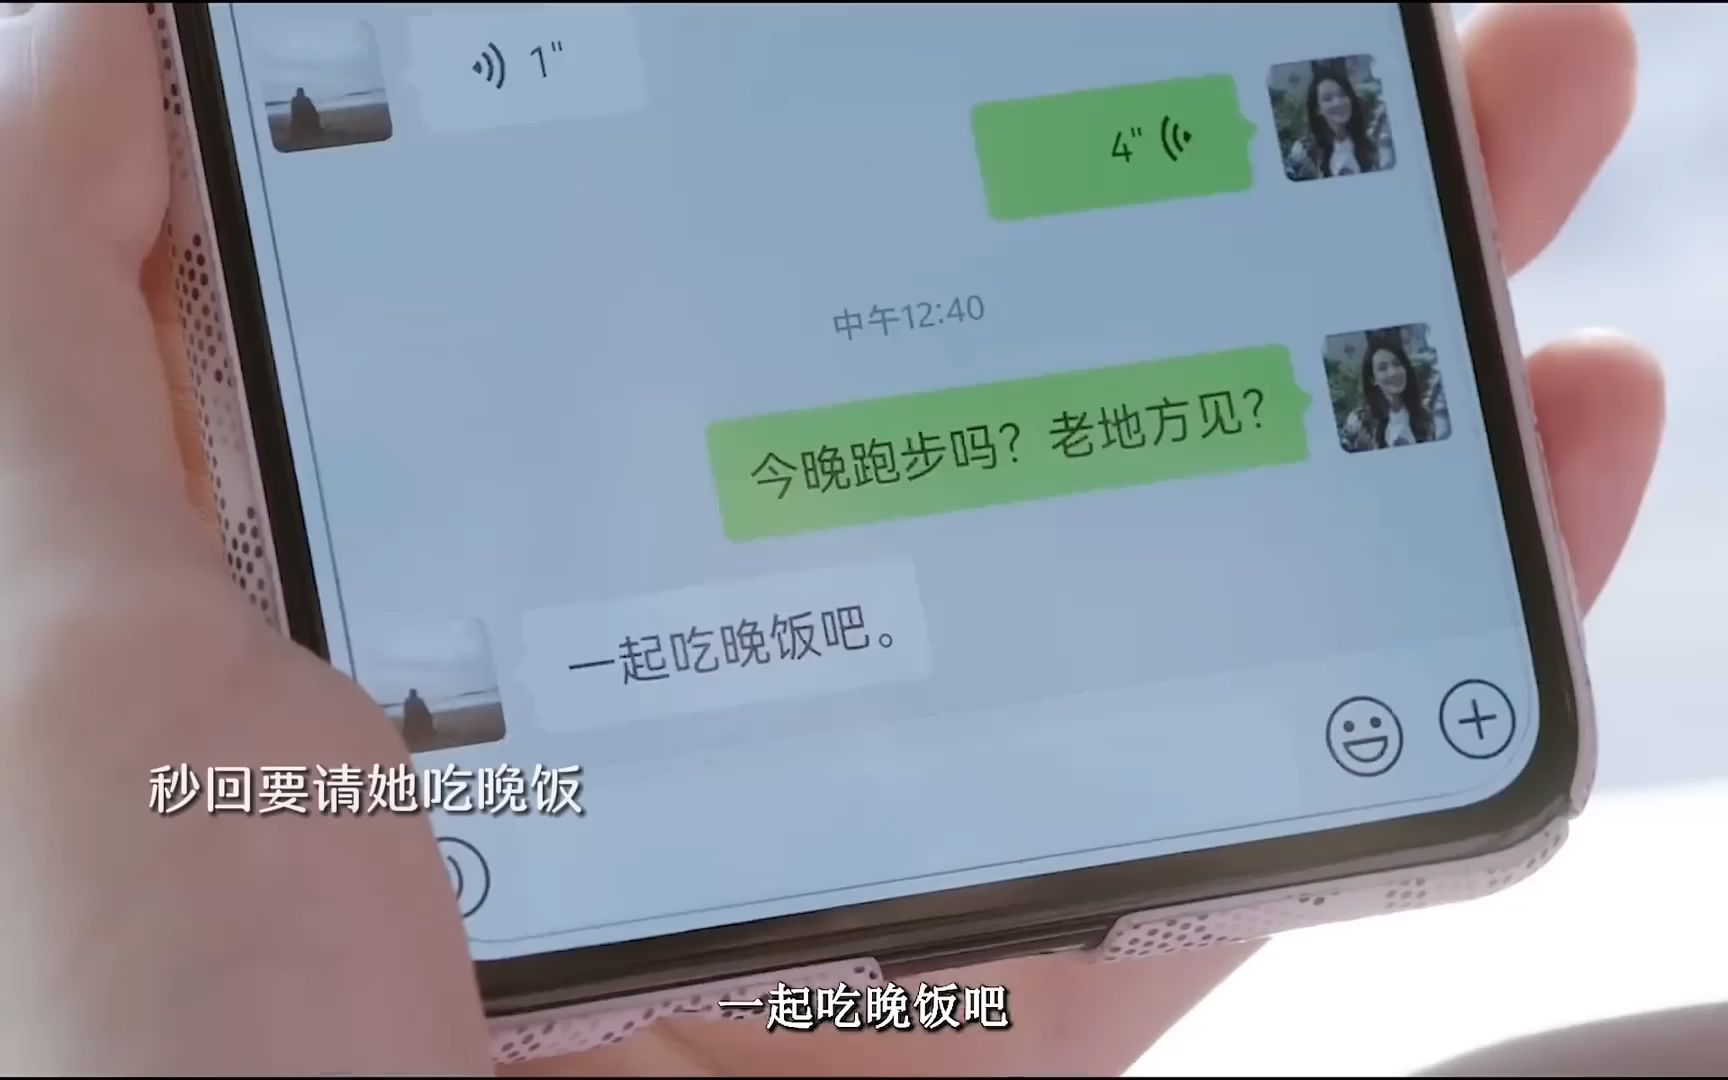 1"
4"
中午12:40
今晚跑步吗？老地方见？
一起吃晚饭吧。
秒回要请她吃晚饭
一起吃晚饭吧